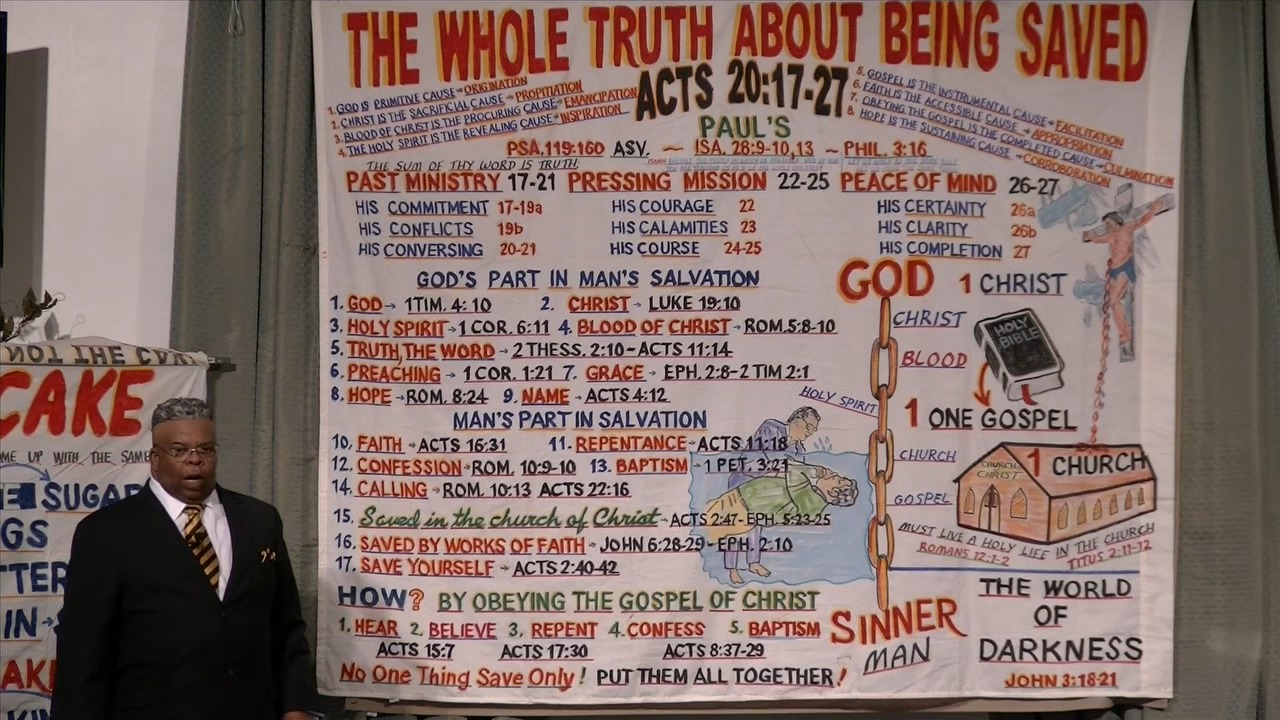 THE WHOLE TRUTH ABOUT BEING SAVED
ACTS 20:17-27
1. GOD IS PRIMITIVE CAUSE→ORIGINATION
2. CHRIST IS THE SACRIFICIAL CAUSE→PROPITIATION
3. BLOOD OF CHRIST IS THE PROCURING CAUSE→EMANCIPATION
4. THE HOLY SPIRIT IS THE REVEALING CAUSE→INSPIRATION
5. GOSPEL IS THE INSTRUMENTAL CAUSE→FACILITATION
6. FAITH IS THE ACCESSIBLE CAUSE→APPROPRIATION
7. OBEYING THE GOSPEL IS THE COMPLETED CAUSE→CULMINATION
8. HOPE IS THE SUSTAINING CAUSE→CORROBORATION
PAUL'S
PSA,119:160 ASV. ~ ISA. 28:9-10,13 ~ PHIL. 3:16
THE SUM OF THY WORD IS TRUTH:
PAST MINISTRY 17-21 PRESSING MISSION 22-25 PEACE OF MIND 26-27
HIS COMMITMENT 17-19a HIS COURAGE 22 HIS CERTAINTY 26a
HIS CONFLICTS 19b HIS CALAMITIES 23 HIS CLARITY 26b
HIS CONVERSING 20-21 HIS COURSE 24-25 HIS COMPLETION 27
GOD'S PART IN MAN'S SALVATION
1. GOD→ 1TIM. 4:10 2. CHRIST→ LUKE 19:10
3. HOLY SPIRIT→1 COR. 6:11 4. BLOOD OF CHRIST→ROM.5:8-10
5. TRUTH,THE WORD→2 THESS. 2:10-ACTS 11:14
6. PREACHING→ 1 COR. 1:21 7. GRACE→ EPH. 2:8-2 TIM 2:1
8. HOPE→ROM. 8:24 9. NAME→ ACTS 4:12
MAN'S PART IN SALVATION
10. FAITH→ACTS 16:31 11. REPENTANCE→ACTS 11:18
12. CONFESSION→ROM. 10:9-10 13. BAPTISM→1 PET. 3:21
14. CALLING→ROM. 10:13 ACTS 22:16
15. Saved in the church of Christ→ACTS 2:47-EPH. 5:23-25
16. SAVED BY WORKS OF FAITH→JOHN 6:28-29-EPH. 2:10
17. SAVE YOURSELF→ ACTS 2:40-42
HOW? BY OBEYING THE GOSPEL OF CHRIST
1. HEAR 2. BELIEVE 3. REPENT 4. CONFESS 5. BAPTISM
ACTS 15:7 ACTS 17:30 ACTS 8:37-29
No One Thing Save Only! PUT THEM ALL TOGETHER!
GOD
CHRIST
BLOOD
HOLY SPIRIT
CHURCH
GOSPEL
SINNER
MAN
1 CHRIST
HOLY
BIBLE
1 ONE GOSPEL
1 CHURCH
CHURCH
CHRIST
MUST LIVE A HOLY LIFE IN THE CHURCH
ROMANS 12:1-2 TITUS 2:11-12
THE WORLD
OF
DARKNESS
JOHN 3:18-21
NOT THE
CAKE
ME UP WITH THE SAME
SUGAR
IN